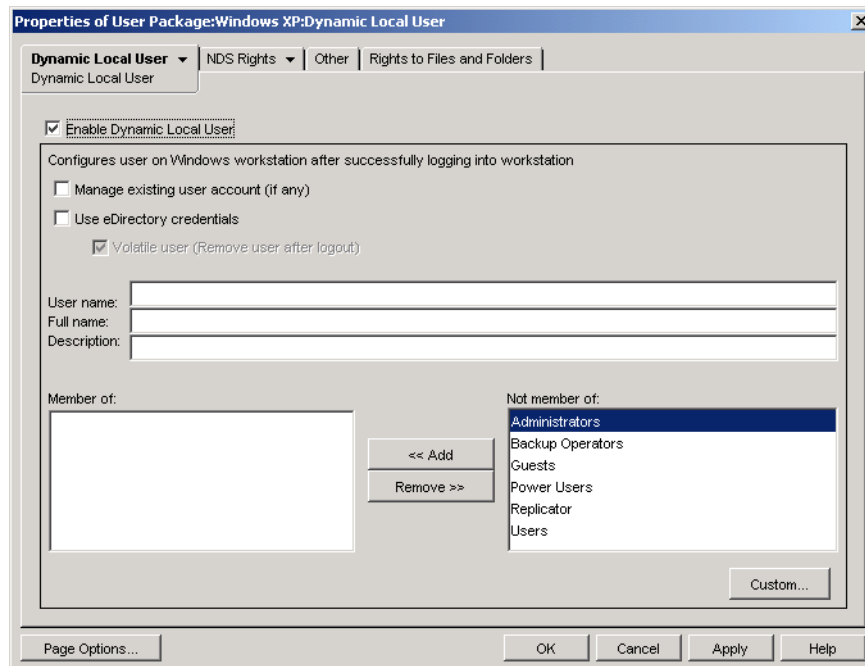 Properties of User Package:Windows XP:Dynamic Local User
Dynamic Local User NDS Rights Other Rights to Files and Folders
Dynamic Local User
Enable Dynamic Local User
Configures user on Windows workstation after successfully logging into workstation
Manage existing user account (if any)
Use eDirectory credentials
Volatile user (Remove user after logout)
User name:
Full name:
Description:
Member of: Not member of:
Administrators
Backup Operators
<< Add
Guests
Remove >> Power Users
Replicator
Users
Custom...
Page Options... OK Cancel Apply Help